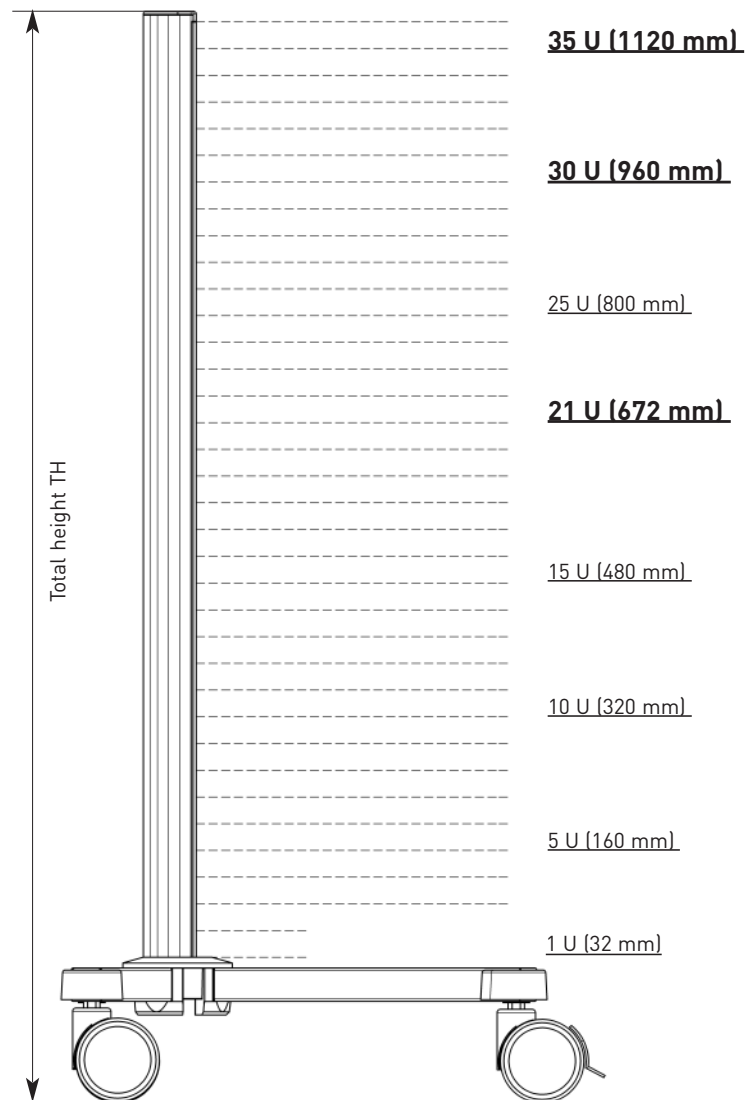 35 U (1120 mm)
30 U (960 mm)
25 U (800 mm)
21 U (672 mm)
Total height TH
15 U (480 mm)
10 U (320 mm)
5 U (160 mm)
1 U (32 mm)